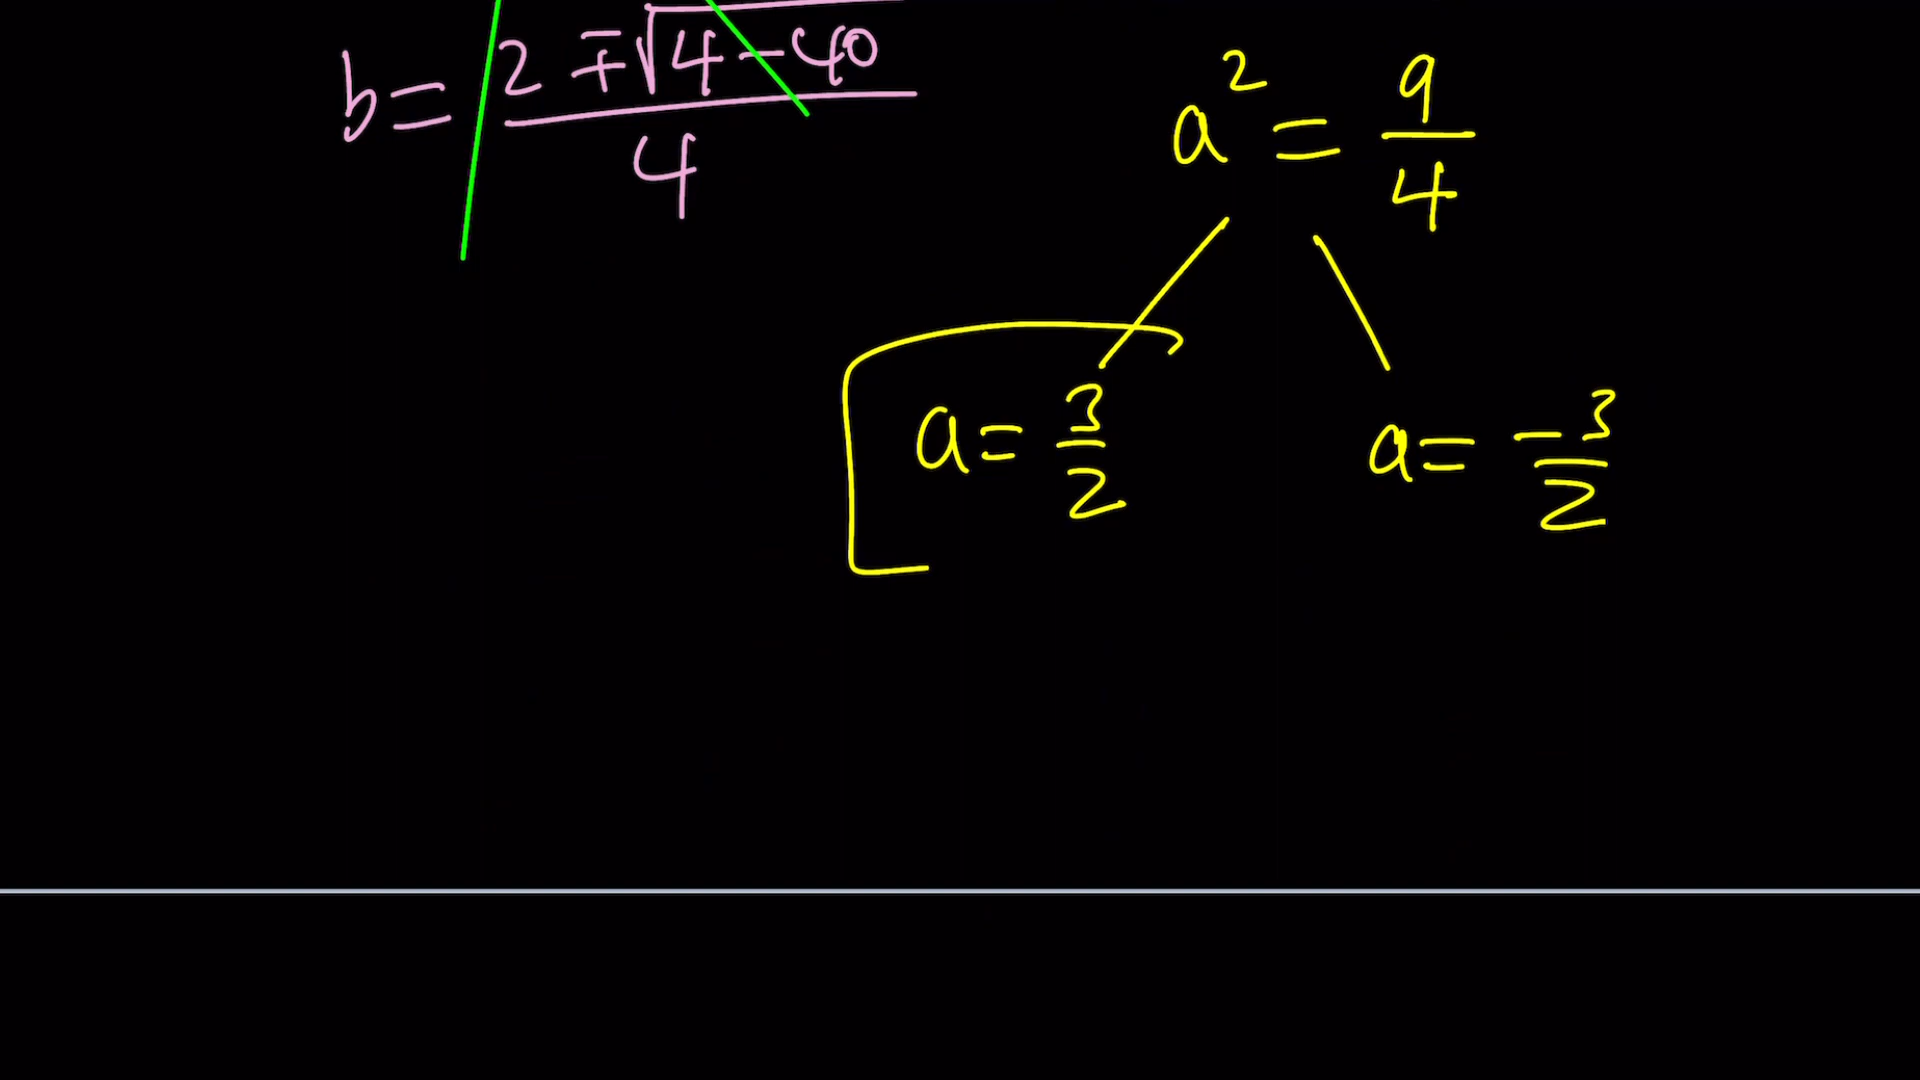 b = 2 ∓ √4 - 40 / 4
a² = 9/4
a = 3/2
a = -3/2